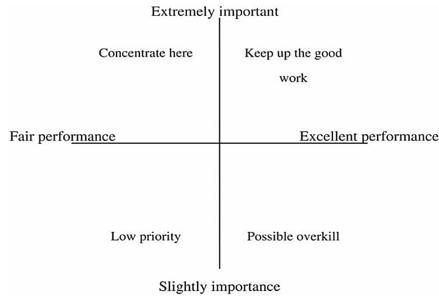 Extremely important
Concentrate here
Keep up the good
work
Fair performance
Excellent performance
Low priority
Possible overkill
Slightly importance